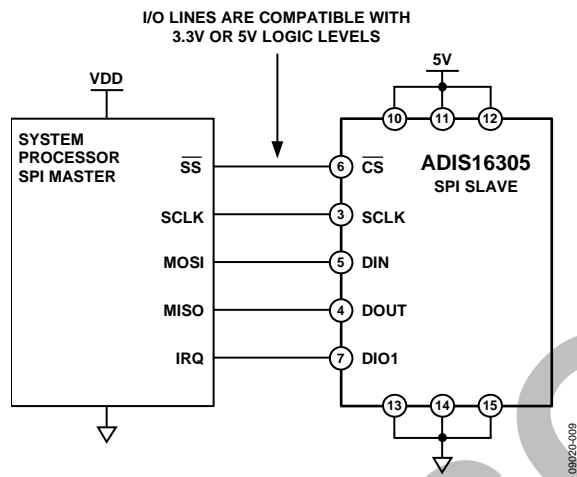 I/O LINES ARE COMPATIBLE WITH
3.3V OR 5V LOGIC LEVELS
VDD
5V
10 11 12
SYSTEM
PROCESSOR
SPI MASTER
ADIS16305
SPI SLAVE
SS 6 CS
SCLK 3 SCLK
MOSI 5 DIN
MISO 4 DOUT
IRQ 7 DIO1
13 14 15
09020-009